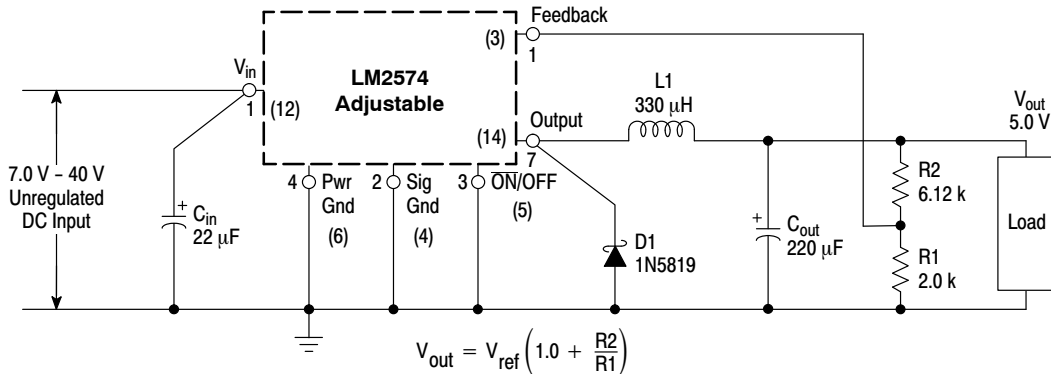 Feedback
(3)
1
V_in
LM2574
Adjustable
1
(12)
L1
330 µH
V_out
5.0 V
Output
(14)
7
7.0 V – 40 V
Unregulated
DC Input
4 Pwr
Gnd
(6)
2 Sig
Gnd
(4)
3 O̅N̅/OFF
(5)
+
C_in
22 µF
D1
1N5819
+
C_out
220 µF
R2
6.12 k
R1
2.0 k
Load
V_out = V_ref (1.0 + R2/R1)